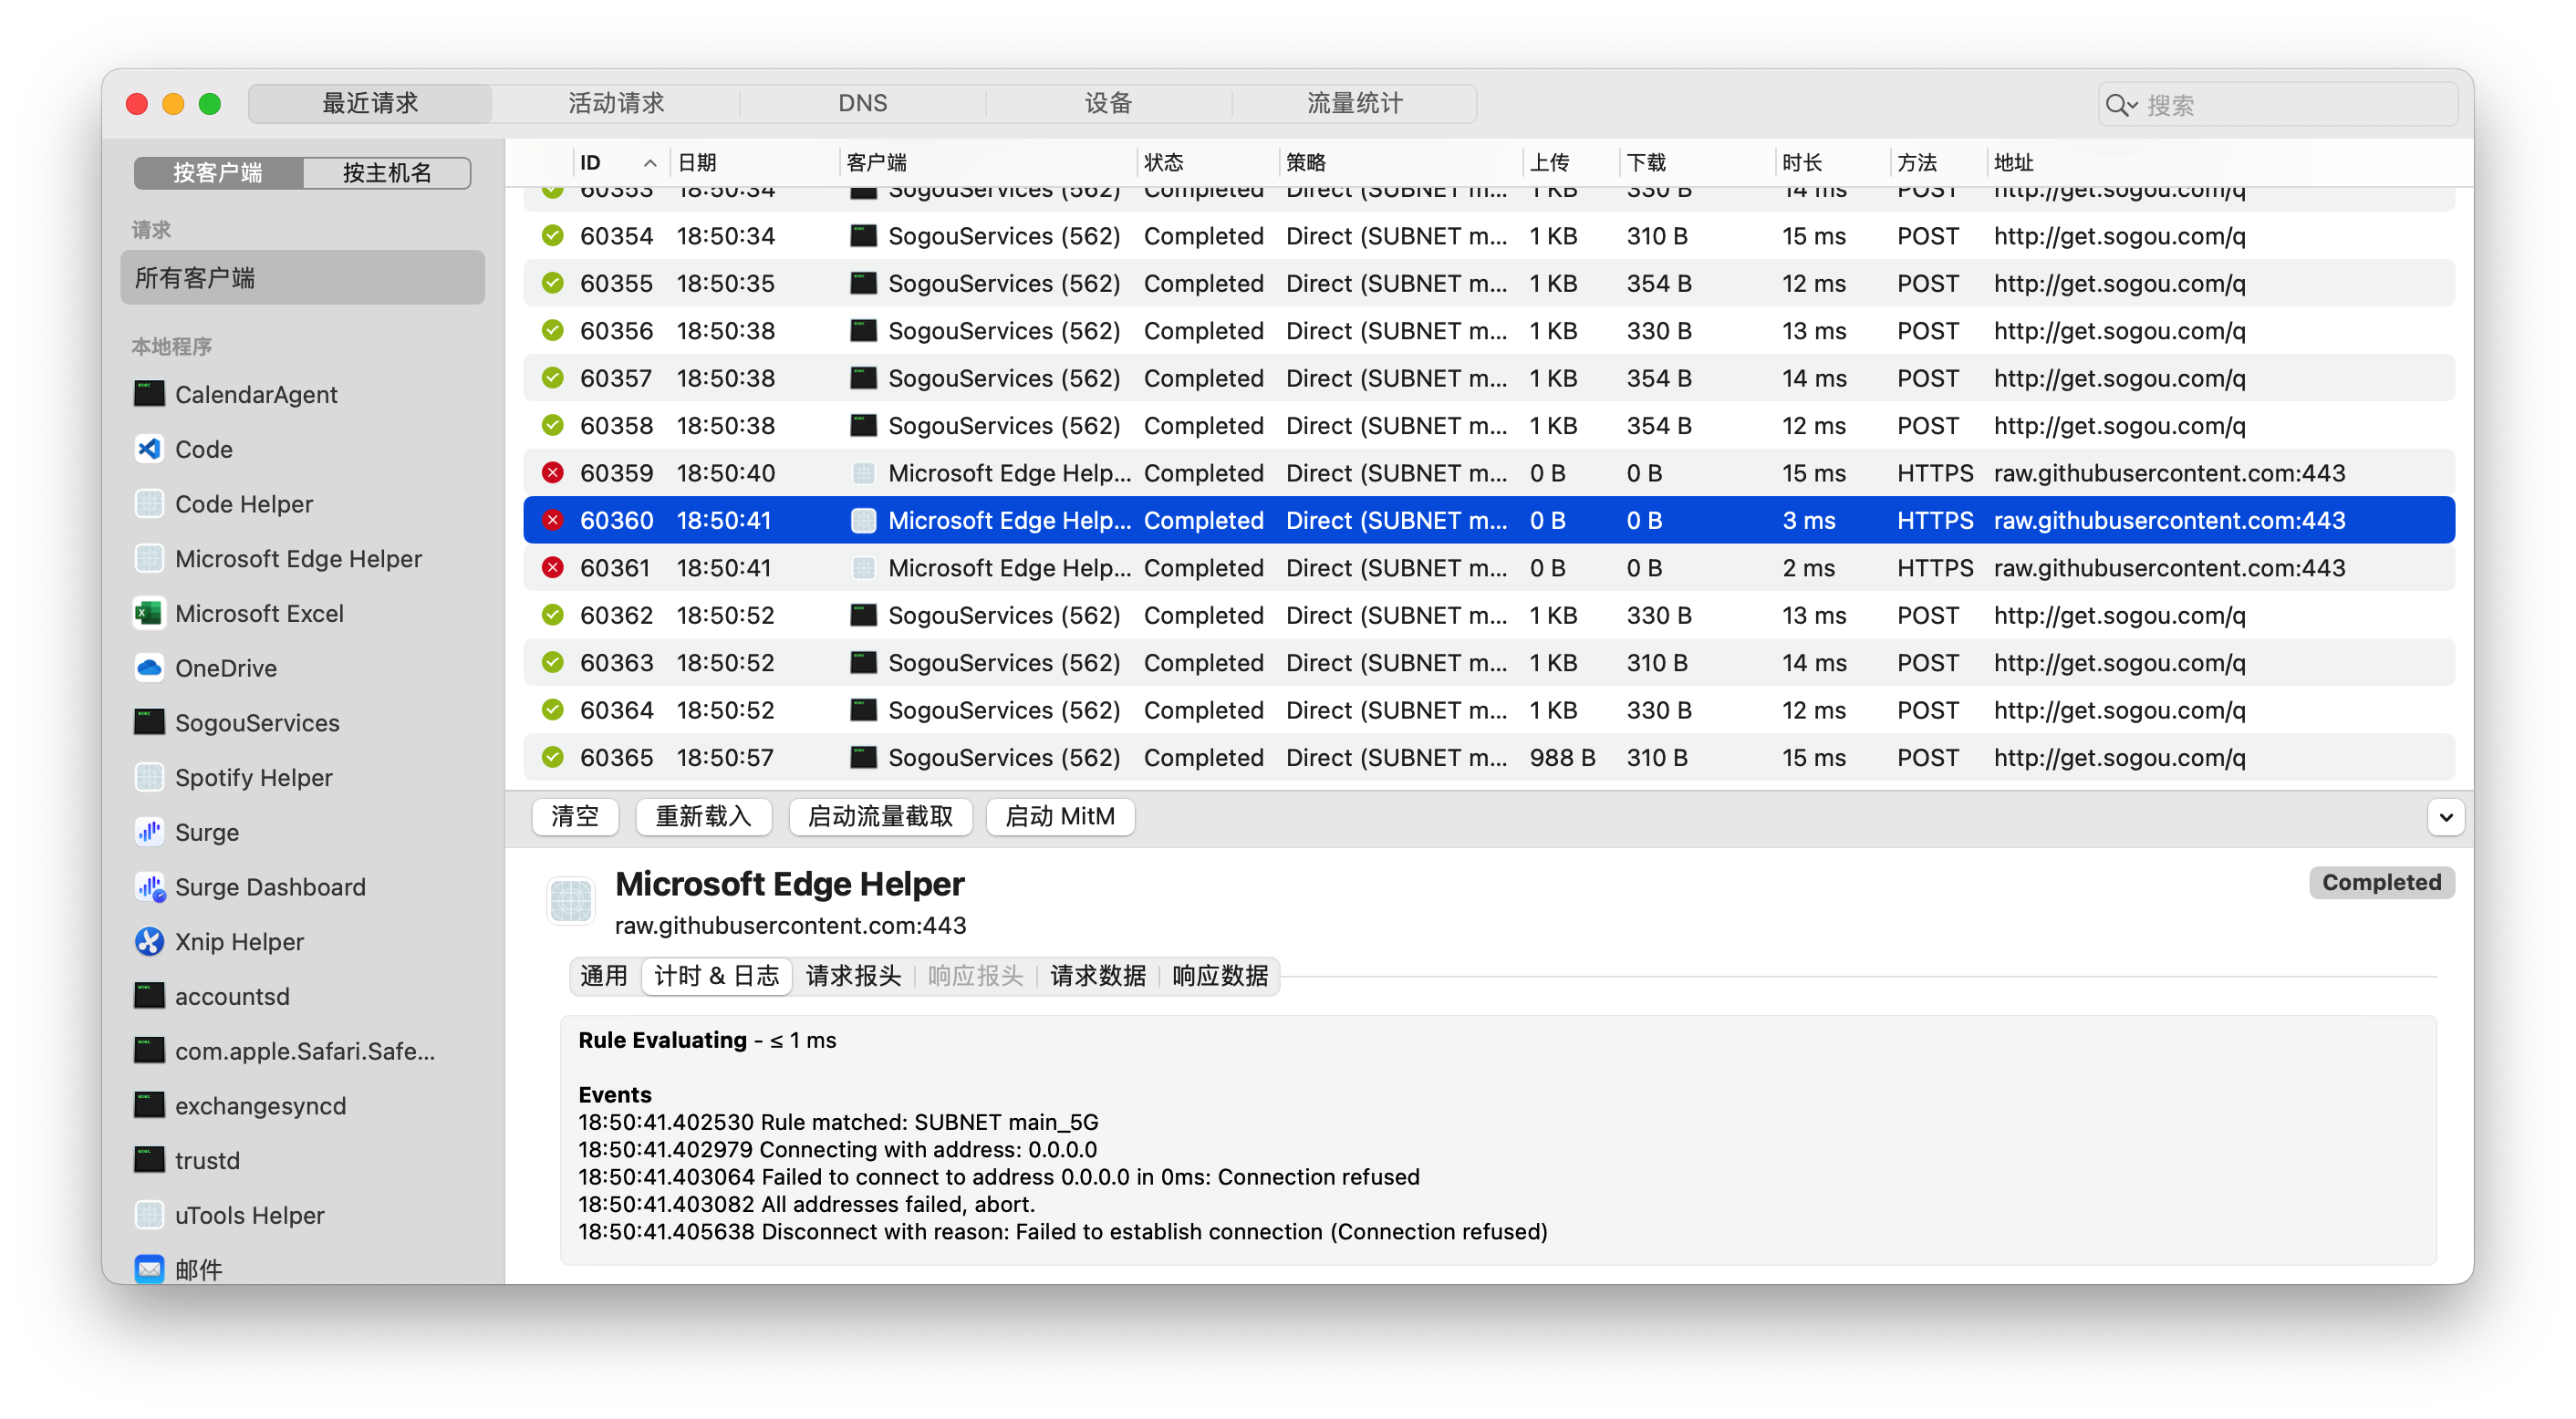 最近请求 活动请求 DNS 设备 流量统计 搜索
按客户端 按主机名
请求
所有客户端
本地程序
CalendarAgent
Code
Code Helper
Microsoft Edge Helper
Microsoft Excel
OneDrive
SogouServices
Spotify Helper
Surge
Surge Dashboard
Xnip Helper
accountsd
com.apple.Safari.Safe...
exchangesyncd
trustd
uTools Helper
邮件
ID 日期 客户端 状态 策略 上传 下载 时长 方法 地址
60353 18:50:34 SogouServices (562) Completed Direct (SUBNET m... 1 KB 330 B 14 ms POST http://get.sogou.com/q
60354 18:50:34 SogouServices (562) Completed Direct (SUBNET m... 1 KB 310 B 15 ms POST http://get.sogou.com/q
60355 18:50:35 SogouServices (562) Completed Direct (SUBNET m... 1 KB 354 B 12 ms POST http://get.sogou.com/q
60356 18:50:38 SogouServices (562) Completed Direct (SUBNET m... 1 KB 330 B 13 ms POST http://get.sogou.com/q
60357 18:50:38 SogouServices (562) Completed Direct (SUBNET m... 1 KB 354 B 14 ms POST http://get.sogou.com/q
60358 18:50:38 SogouServices (562) Completed Direct (SUBNET m... 1 KB 354 B 12 ms POST http://get.sogou.com/q
60359 18:50:40 Microsoft Edge Help... Completed Direct (SUBNET m... 0 B 0 B 15 ms HTTPS raw.githubusercontent.com:443
60360 18:50:41 Microsoft Edge Help... Completed Direct (SUBNET m... 0 B 0 B 3 ms HTTPS raw.githubusercontent.com:443
60361 18:50:41 Microsoft Edge Help... Completed Direct (SUBNET m... 0 B 0 B 2 ms HTTPS raw.githubusercontent.com:443
60362 18:50:52 SogouServices (562) Completed Direct (SUBNET m... 1 KB 330 B 13 ms POST http://get.sogou.com/q
60363 18:50:52 SogouServices (562) Completed Direct (SUBNET m... 1 KB 310 B 14 ms POST http://get.sogou.com/q
60364 18:50:52 SogouServices (562) Completed Direct (SUBNET m... 1 KB 330 B 12 ms POST http://get.sogou.com/q
60365 18:50:57 SogouServices (562) Completed Direct (SUBNET m... 988 B 310 B 15 ms POST http://get.sogou.com/q
清空 重新载入 启动流量截取 启动 MitM
Microsoft Edge Helper Completed
raw.githubusercontent.com:443
通用 计时 & 日志 请求报头 响应报头 请求数据 响应数据
Rule Evaluating - ≤ 1 ms
Events
18:50:41.402530 Rule matched: SUBNET main_5G
18:50:41.402979 Connecting with address: 0.0.0.0
18:50:41.403064 Failed to connect to address 0.0.0.0 in 0ms: Connection refused
18:50:41.403082 All addresses failed, abort.
18:50:41.405638 Disconnect with reason: Failed to establish connection (Connection refused)